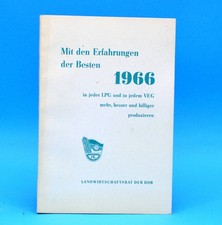 Mit den Erfahrungen
der Besten
1966
in jeder LPG und in jedem VEG
mehr, besser und billiger
produzieren
LANDWIRTSCHAFTSRAT DER DDR